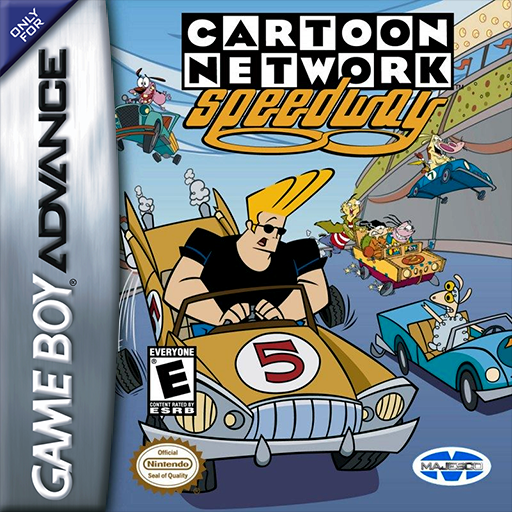 ONLY
FOR
GAME BOY ADVANCE
CARTOON
NETWORK
speedway
TM
5
EVERYONE
E
CONTENT RATED BY
ESRB
Official
Nintendo
Seal of Quality
MAJESCO